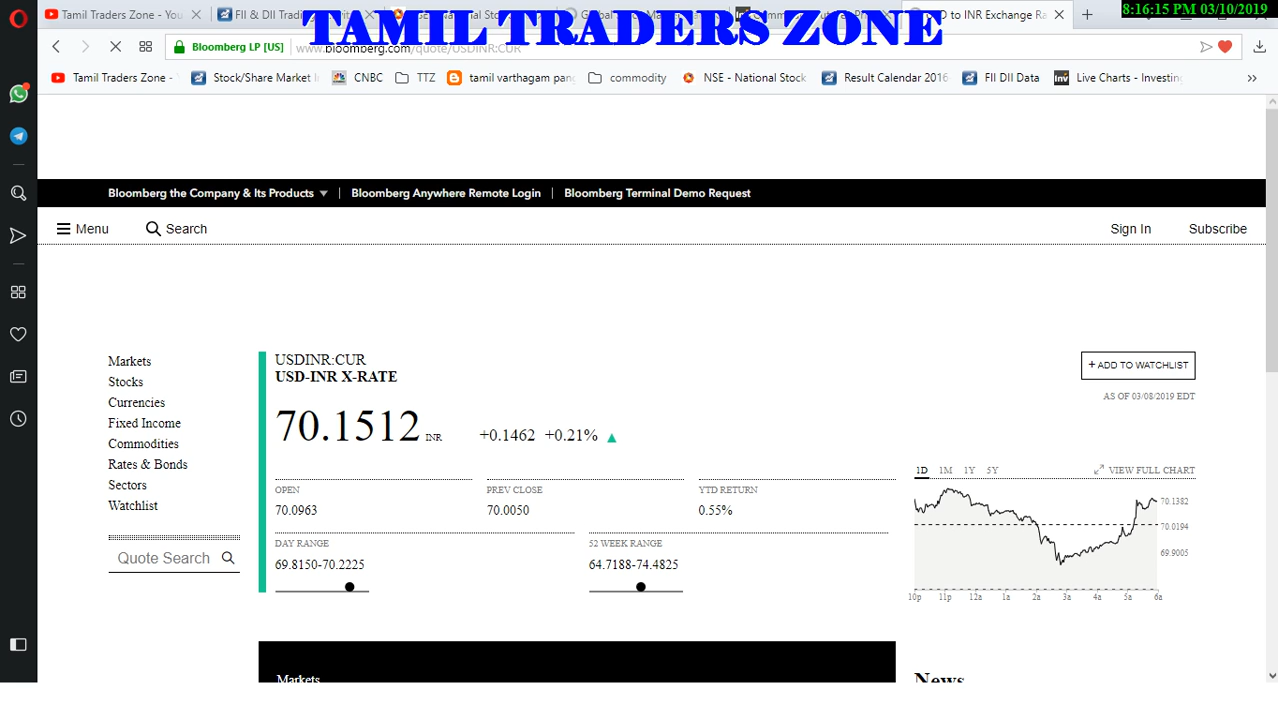 Tamil Traders Zone - You
FII & DII Trading
TAMIL TRADERS ZONE
to INR Exchange Ra
8:16:15 PM 03/10/2019
Bloomberg LP [US]
www.bloomberg.com/quote/USDINR:CUR
Tamil Traders Zone -
Stock/Share Market
CNBC
TTZ
tamil varthagam
commodity
NSE - National Stock
Result Calendar 2016
FII DII Data
Live Charts - Investing
Bloomberg the Company & Its Products
Bloomberg Anywhere Remote Login
Bloomberg Terminal Demo Request
Menu
Search
Sign In
Subscribe
Markets
Stocks
Currencies
Fixed Income
Commodities
Rates & Bonds
Sectors
Watchlist
Quote Search
USDINR:CUR
USD-INR X-RATE
70.1512 INR +0.1462 +0.21%
+ ADD TO WATCHLIST
AS OF 03/08/2019 EDT
OPEN
70.0963
PREV CLOSE
70.0050
YTD RETURN
0.55%
DAY RANGE
69.8150-70.2225
52 WEEK RANGE
64.7188-74.4825
1D 1M 1Y 5Y VIEW FULL CHART
70.1382
70.0194
69.9005
10p 11p 12a 1a 2a 3a 4a 5a 6a
Markets
News